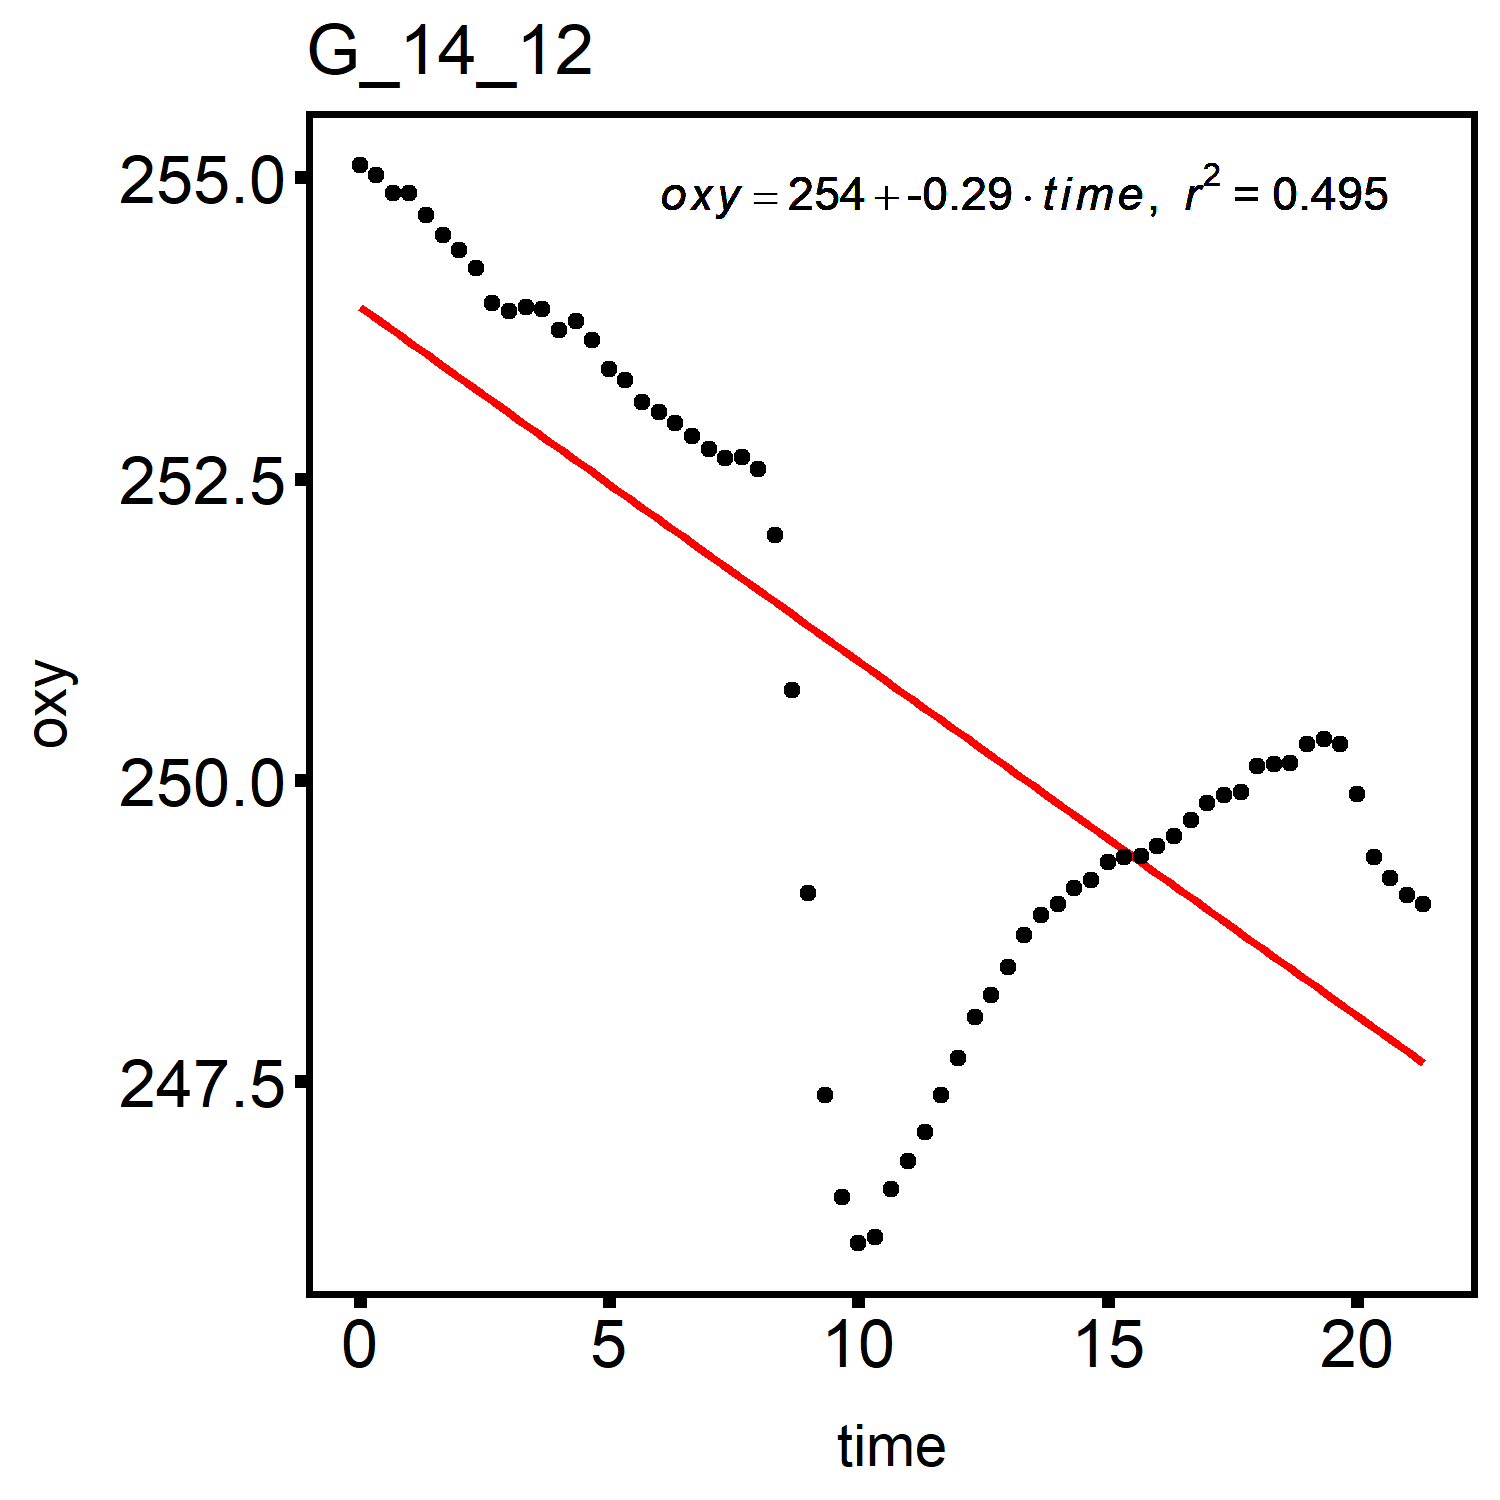 G_14_12
oxy = 254 + -0.29 · time, r² = 0.495
255.0
252.5
250.0
247.5
oxy
0 5 10 15 20
time